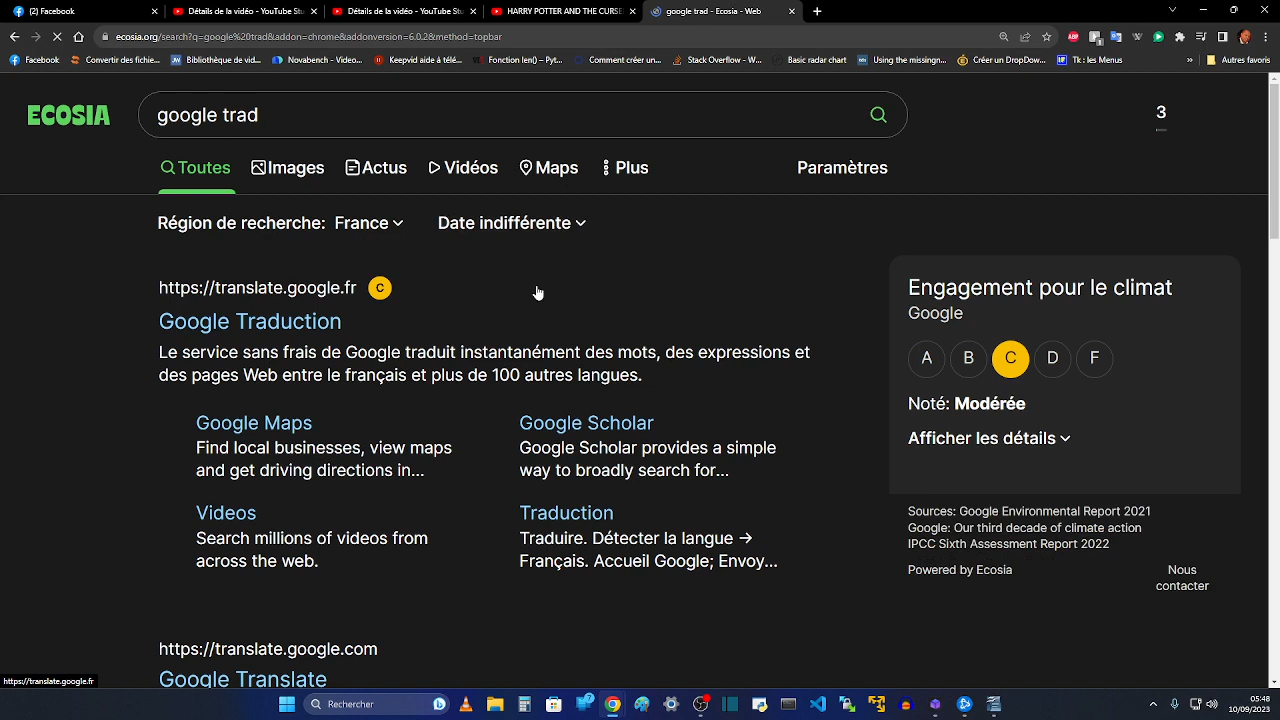 (2) Facebook
Détails de la vidéo - YouTube Stu
Détails de la vidéo - YouTube Stu
HARRY POTTER AND THE CURSE
google trad - Ecosia - Web
ecosia.org/search?q=google%20trad&addon=chrome&addonversion=6.0.2&method=topbar
Facebook
Convertir des fichie...
Bibliothèque de vid...
Novabench - Video...
Keepvid aide à télé...
Fonction len() – Pyt...
Comment créer un...
Stack Overflow - W...
Basic radar chart
Using the missingn...
Créer un DropDow...
Tk : les Menus
»
Autres favoris
ECOSIA
google trad
3
Toutes
Images
Actus
Vidéos
Maps
Plus
Paramètres
Région de recherche: France
Date indifférente
https://translate.google.fr
C
Google Traduction
Le service sans frais de Google traduit instantanément des mots, des expressions et
des pages Web entre le français et plus de 100 autres langues.
Google Maps
Find local businesses, view maps
and get driving directions in...
Google Scholar
Google Scholar provides a simple
way to broadly search for...
Videos
Search millions of videos from
across the web.
Traduction
Traduire. Détecter la langue →
Français. Accueil Google; Envoy...
https://translate.google.com
Google Translate
Engagement pour le climat
Google
A B C D F
Noté: Modérée
Afficher les détails
Sources: Google Environmental Report 2021
Google: Our third decade of climate action
IPCC Sixth Assessment Report 2022
Powered by Ecosia
Nous
contacter
https://translate.google.fr
Rechercher
05:48
10/09/2023